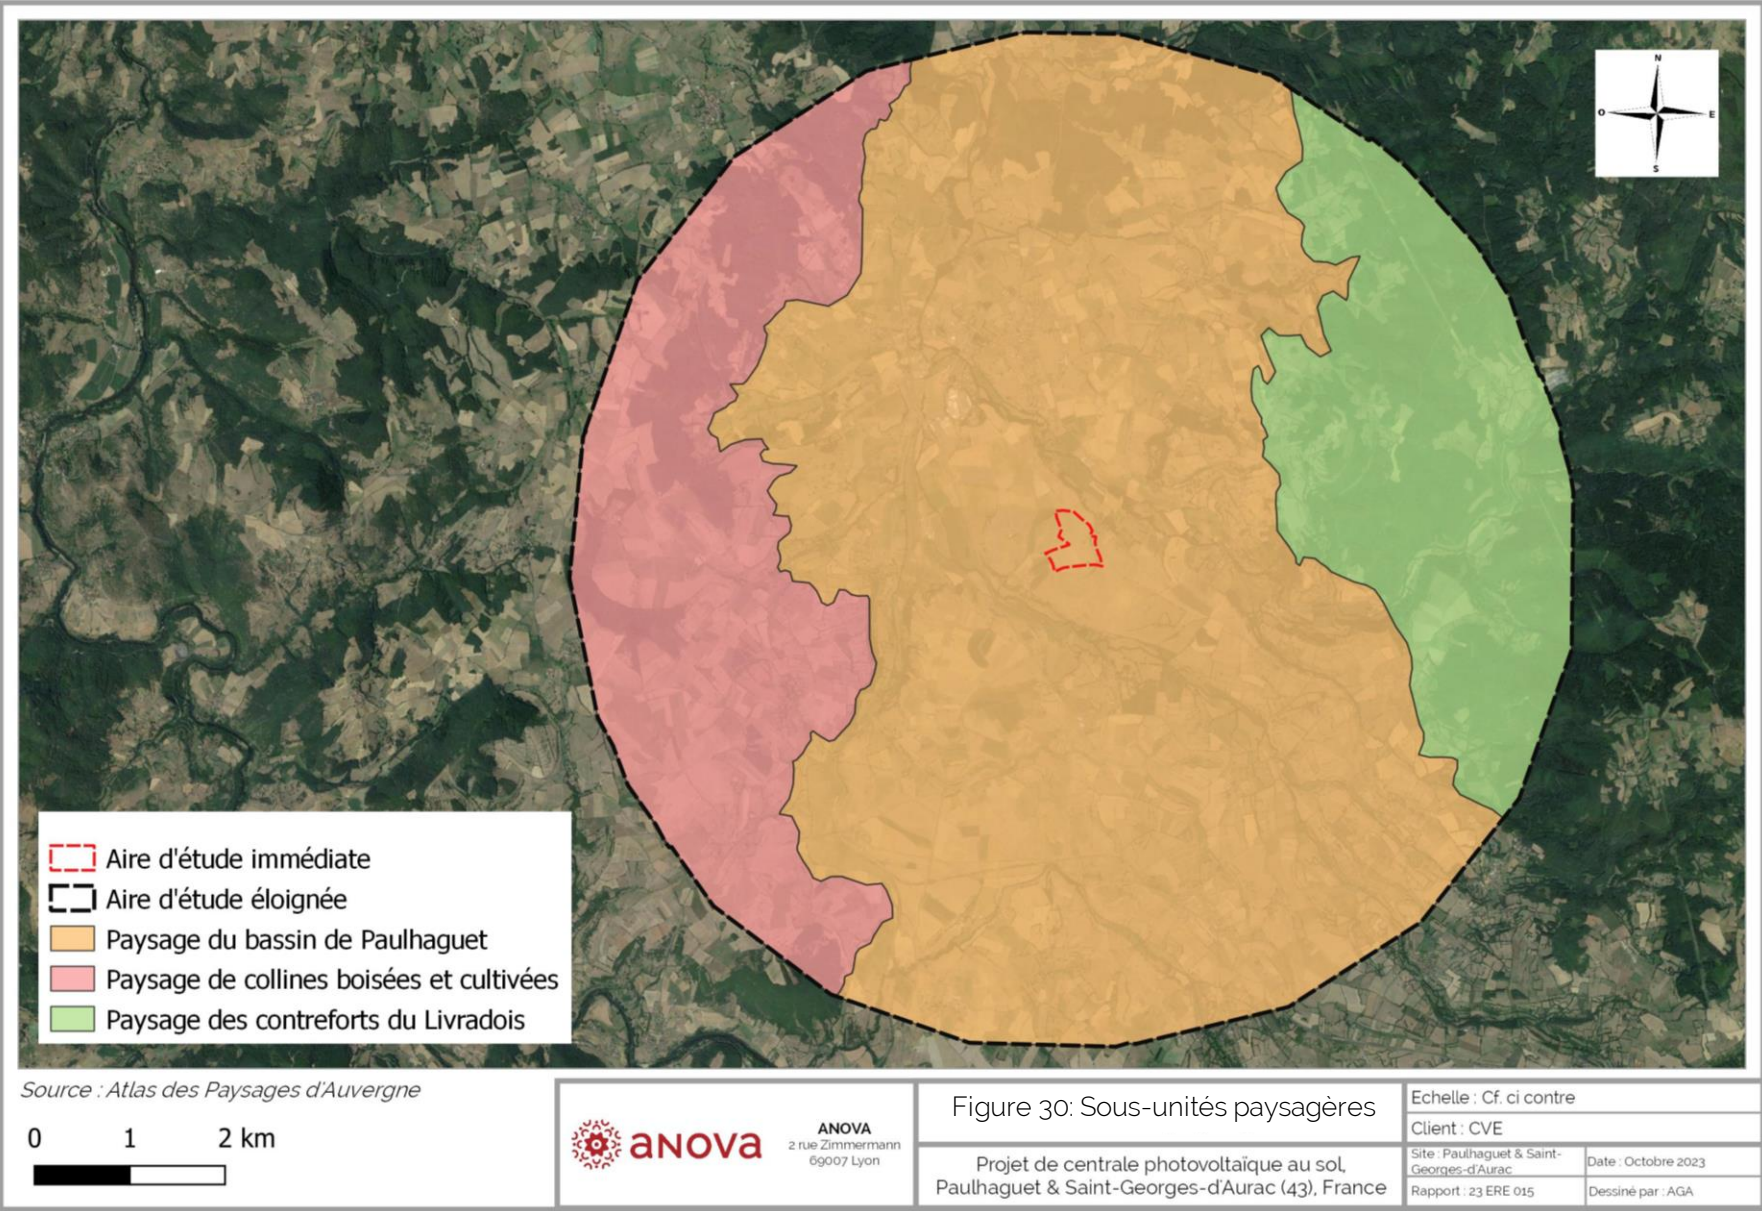 N
O
E
S
Aire d'étude immédiate
Aire d'étude éloignée
Paysage du bassin de Paulhaguet
Paysage de collines boisées et cultivées
Paysage des contreforts du Livradois
Source : Atlas des Paysages d'Auvergne
0 1 2 km
ANOVA
ANOVA
2 rue Zimmermann
69007 Lyon
Figure 30: Sous-unités paysagères
Projet de centrale photovoltaïque au sol,
Paulhaguet & Saint-Georges-d'Aurac (43), France
Echelle : Cf. ci contre
Client : CVE
Site : Paulhaguet & Saint-
Georges-d'Aurac
Date : Octobre 2023
Rapport : 23 ERE 015
Dessiné par : AGA